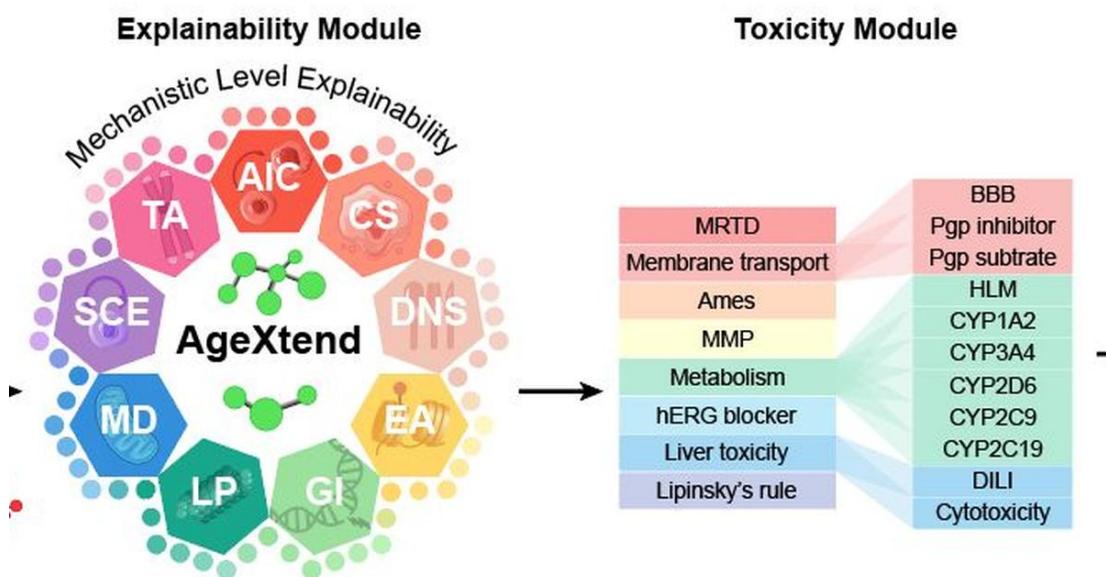 Explainability Module
Mechanistic Level Explainability
AIC
CS
DNS
EA
GI
LP
MD
SCE
TA
AgeXtend
Toxicity Module
MRTD
Membrane transport
Ames
MMP
Metabolism
hERG blocker
Liver toxicity
Lipinsky's rule
BBB
Pgp inhibitor
Pgp subtrate
HLM
CYP1A2
CYP3A4
CYP2D6
CYP2C9
CYP2C19
DILI
Cytotoxicity